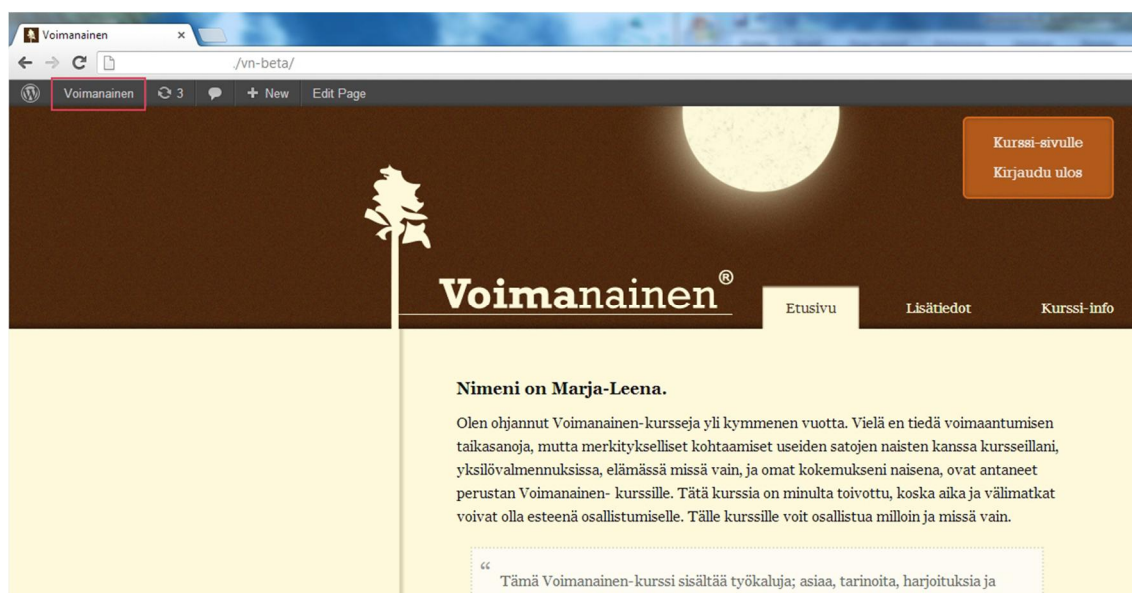 Voimanainen
/vn-beta/
Voimanainen 3 + New Edit Page
Kurssi-sivulle
Kirjaudu ulos
Voimanainen®
Etusivu Lisätiedot Kurssi-info
Nimeni on Marja-Leena.
Olen ohjannut Voimanainen-kursseja yli kymmenen vuotta. Vielä en tiedä voimaantumisen
taikasanoja, mutta merkitykselliset kohtaamiset useiden satojen naisten kanssa kursseillani,
yksilövalmennuksissa, elämässä missä vain, ja omat kokemukseni naisena, ovat antaneet
perustan Voimanainen- kurssille. Tätä kurssia on minulta toivottu, koska aika ja välimatkat
voivat olla esteenä osallistumiselle. Tälle kurssille voit osallistua milloin ja missä vain.
“ Tämä Voimanainen-kurssi sisältää työkaluja; asiaa, tarinoita, harjoituksia ja